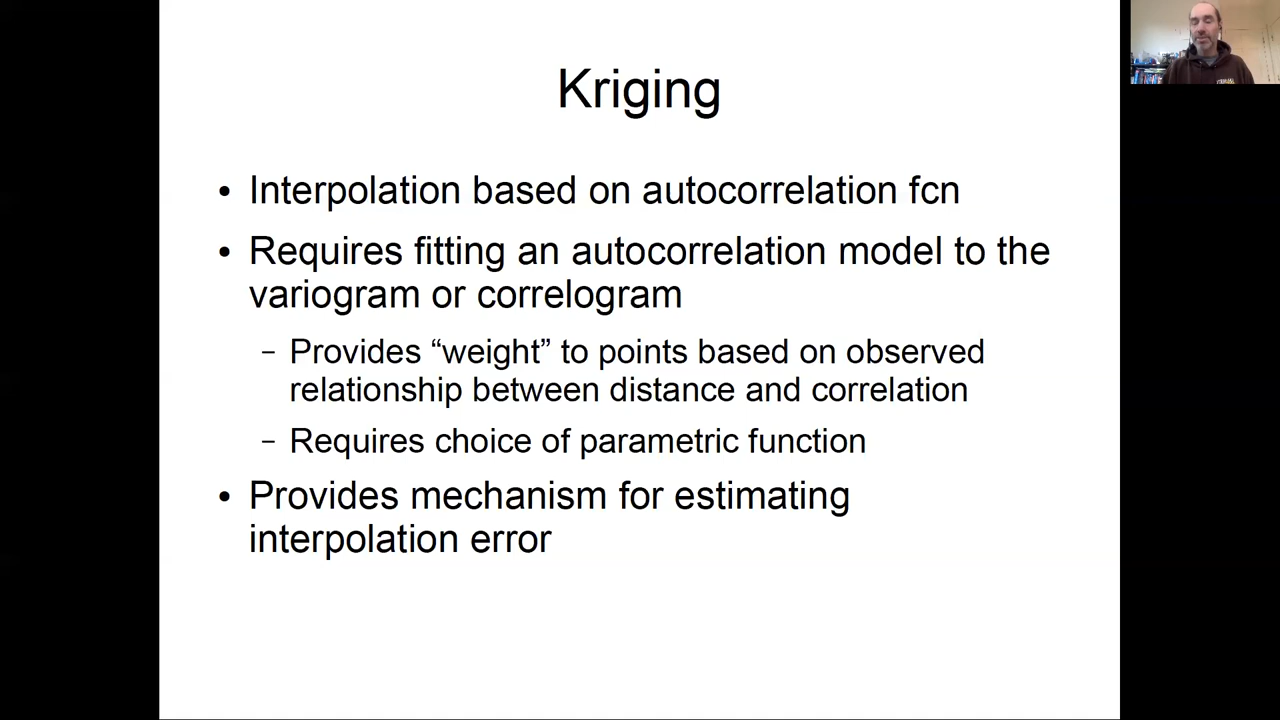 Kriging
• Interpolation based on autocorrelation fcn
• Requires fitting an autocorrelation model to the
variogram or correlogram
– Provides “weight” to points based on observed
relationship between distance and correlation
– Requires choice of parametric function
• Provides mechanism for estimating
interpolation error